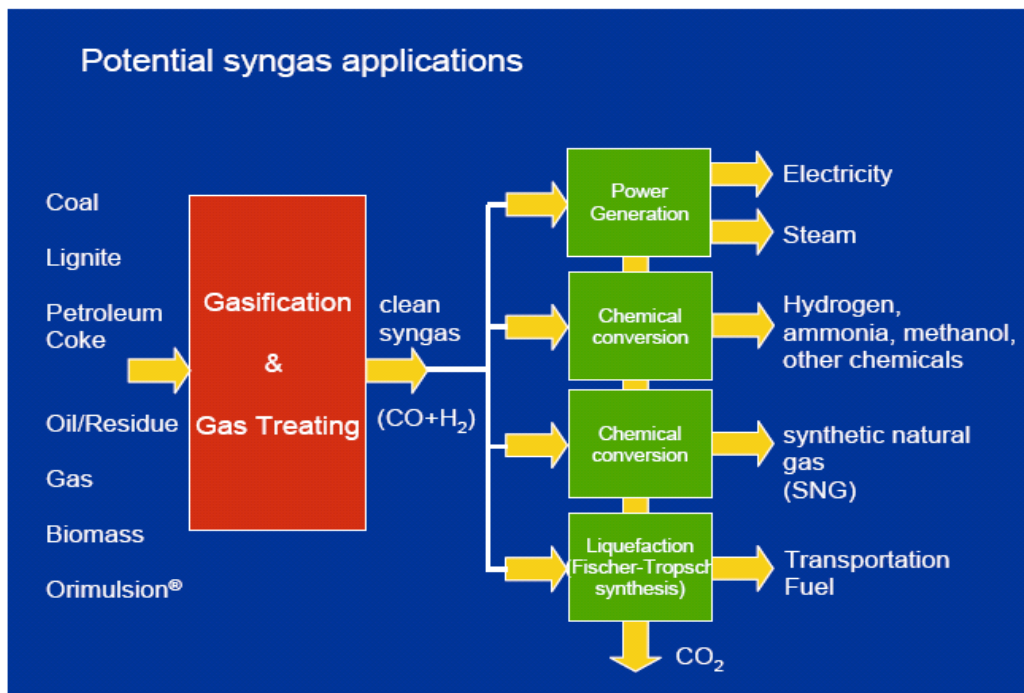 Potential syngas applications
Coal
Lignite
Petroleum
Coke
Oil/Residue
Gas
Biomass
Orimulsion®
Gasification
&
Gas Treating
clean
syngas
(CO+H₂)
Power
Generation
Electricity
Steam
Chemical
conversion
Hydrogen,
ammonia, methanol,
other chemicals
Chemical
conversion
synthetic natural
gas
(SNG)
Liquefaction
(Fischer-Tropsch
synthesis)
Transportation
Fuel
CO₂